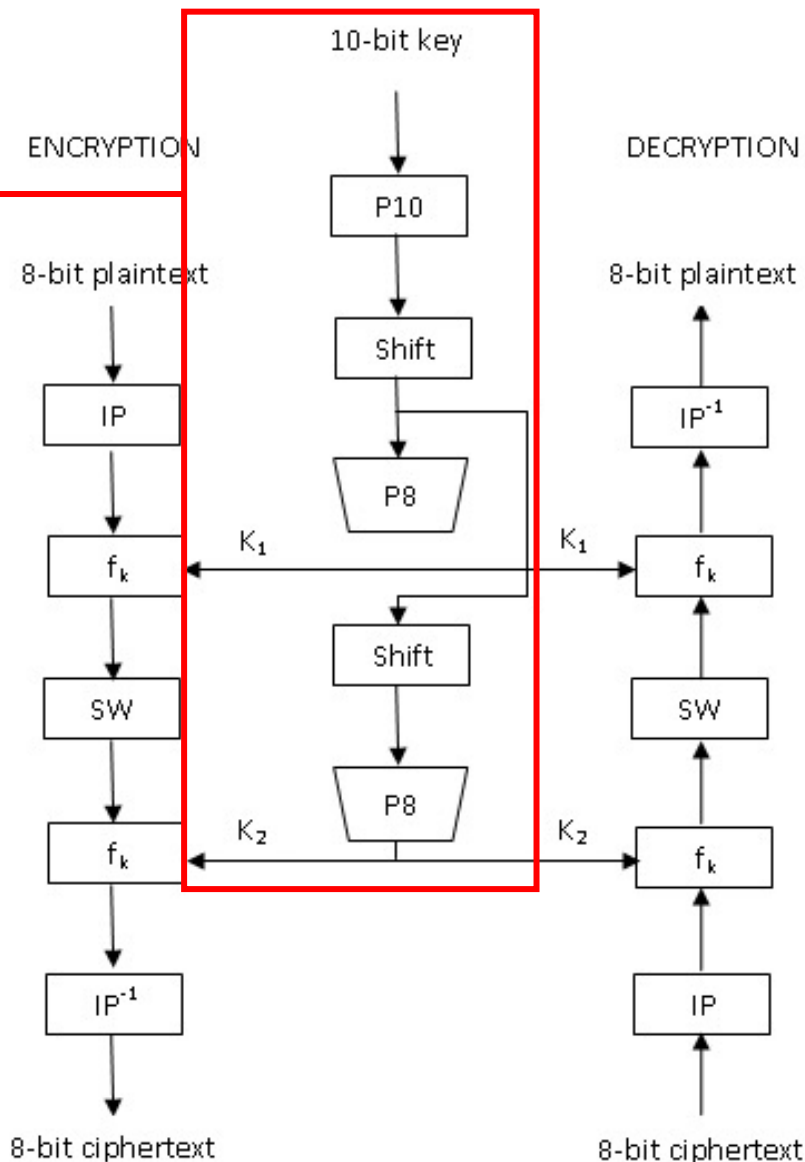 10-bit key
ENCRYPTION
DECRYPTION
P10
8-bit plaintext
8-bit plaintext
Shift
IP
IP⁻¹
P8
K₁
K₁
fₖ
fₖ
Shift
SW
SW
P8
K₂
K₂
fₖ
fₖ
IP⁻¹
IP
8-bit ciphertext
8-bit ciphertext